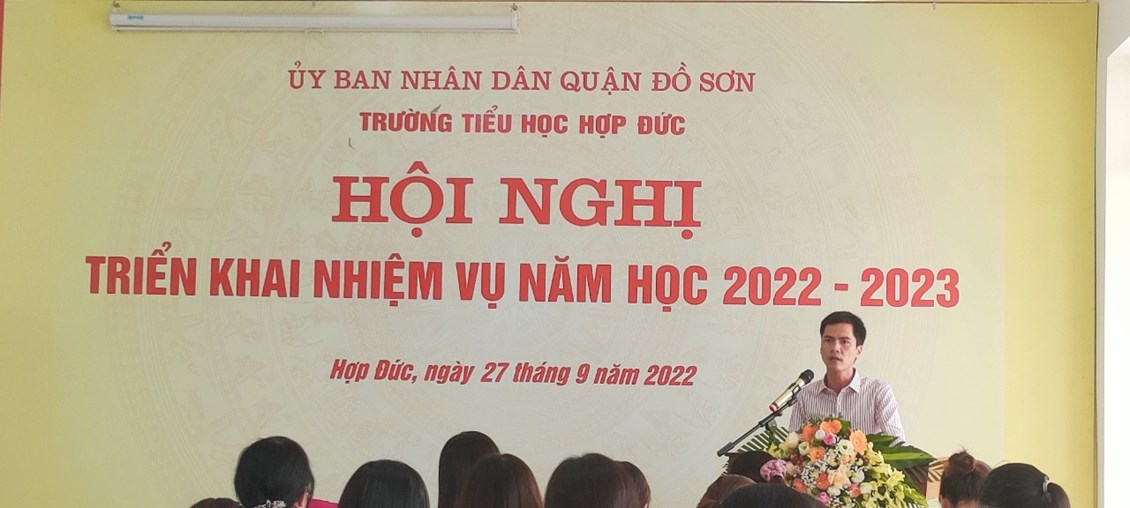 ỦY BAN NHÂN DÂN QUẬN ĐỒ SƠN
TRƯỜNG TIỂU HỌC HỢP ĐỨC
HỘI NGHỊ
TRIỂN KHAI NHIỆM VỤ NĂM HỌC 2022 - 2023
Hợp Đức, ngày 27 tháng 9 năm 2022